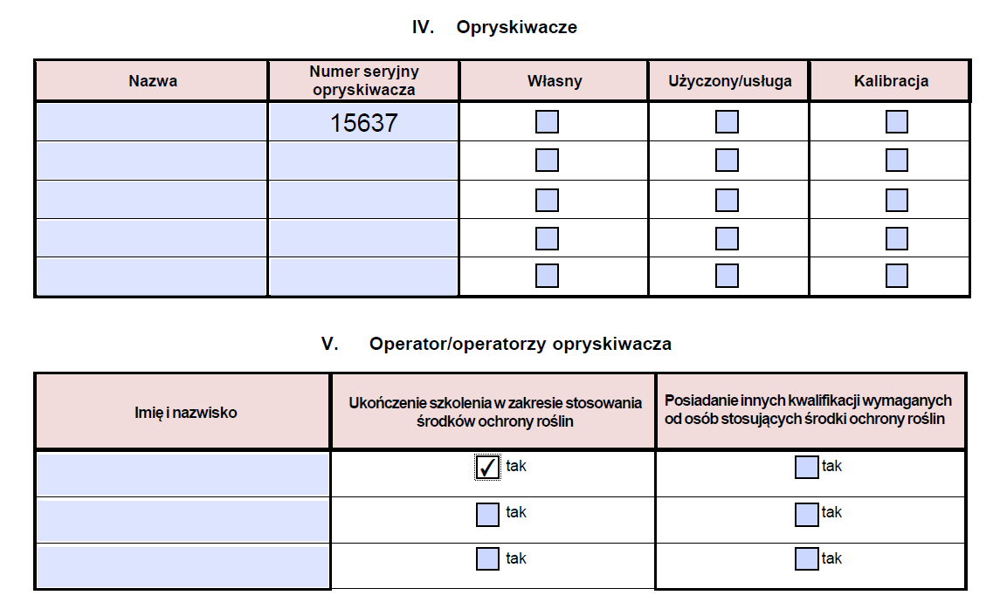 IV. Opryskiwacze
Nazwa
Numer seryjny
opryskiwacza
Własny
Użyczony/usługa
Kalibracja
15637
V. Operator/operatorzy opryskiwacza
Imię i nazwisko
Ukończenie szkolenia w zakresie stosowania
środków ochrony roślin
Posiadanie innych kwalifikacji wymaganych
od osób stosujących środki ochrony roślin
tak
tak
tak
tak
tak
tak